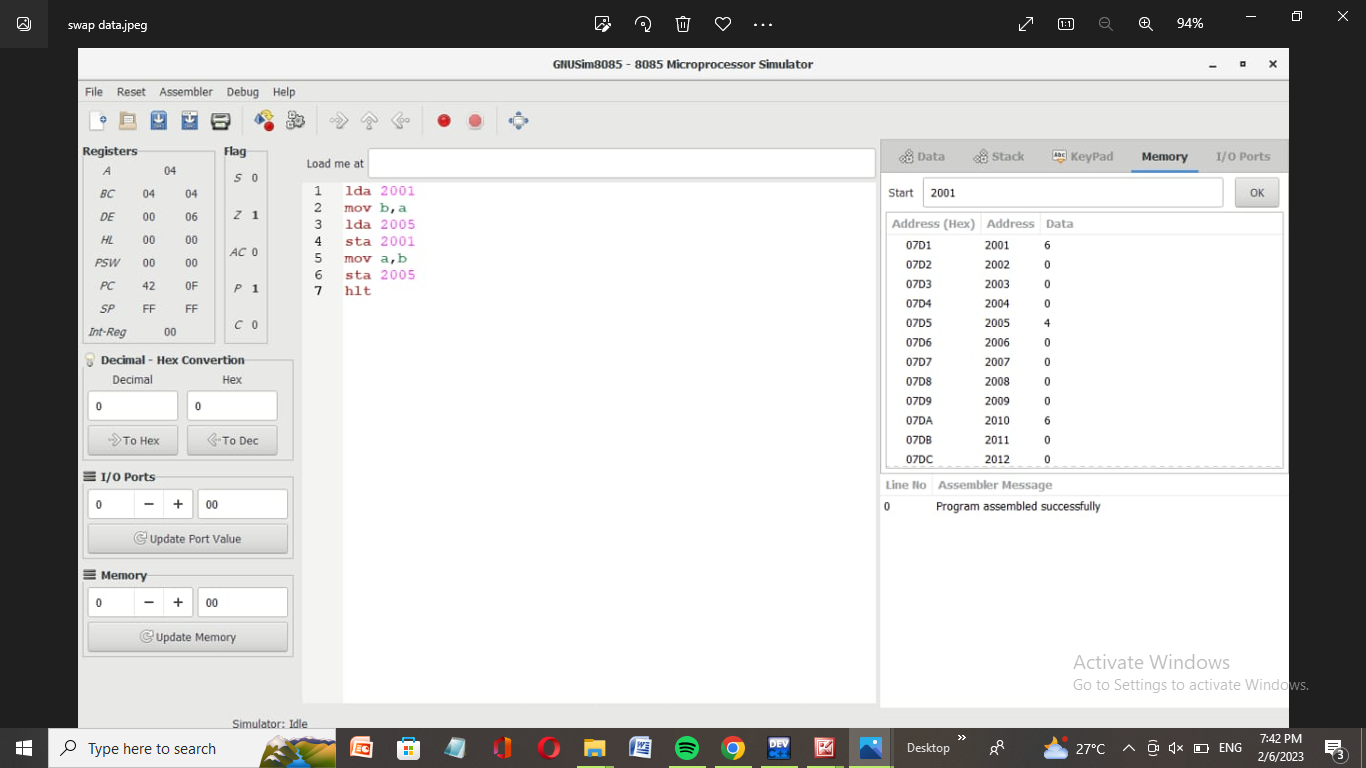 swap data.jpeg
94%
GNUSim8085 - 8085 Microprocessor Simulator
File Reset Assembler Debug Help
Registers
A 04
BC 04 04
DE 00 06
HL 00 00
PSW 00 00
PC 42 0F
SP FF FF
Int-Reg 00
Flag
S 0
Z 1
AC 0
P 1
C 0
Decimal - Hex Convertion
Decimal Hex
0 0
To Hex To Dec
I/O Ports
0 − + 00
Update Port Value
Memory
0 − + 00
Update Memory
Load me at
1 lda 2001
2 mov b,a
3 lda 2005
4 sta 2001
5 mov a,b
6 sta 2005
7 hlt
Data Stack Abc KeyPad Memory I/O Ports
Start 2001 OK
Address (Hex) Address Data
07D1 2001 6
07D2 2002 0
07D3 2003 0
07D4 2004 0
07D5 2005 4
07D6 2006 0
07D7 2007 0
07D8 2008 0
07D9 2009 0
07DA 2010 6
07DB 2011 0
07DC 2012 0
Line No Assembler Message
0 Program assembled successfully
Activate Windows
Go to Settings to activate Windows.
Simulator: Idle
Type here to search
DEV
Desktop
27°C
ENG
7:42 PM
2/6/2023
3